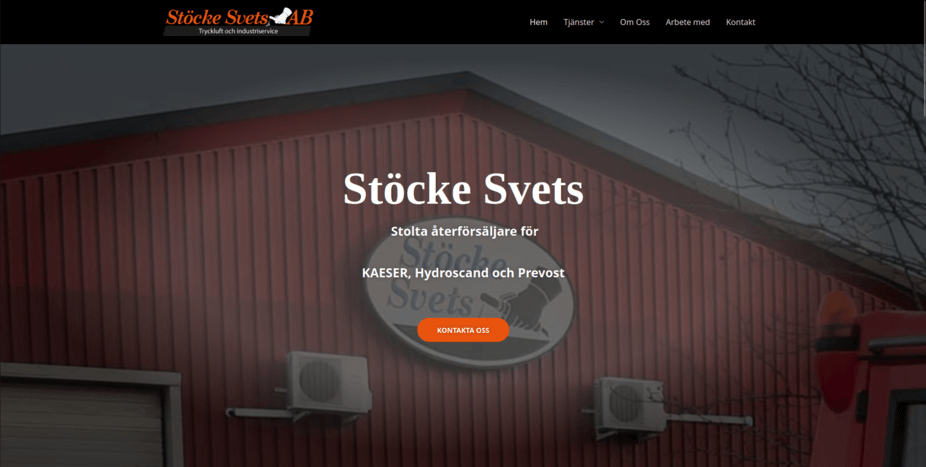 Stöcke Svets AB
Tryckluft och industriservice
Hem Tjänster Om Oss Arbete med Kontakt
Stöcke Svets
Stolta återförsäljare för
Stöcke
KAESER, Hydroscand och Prevost
Svets
KONTAKTA OSS